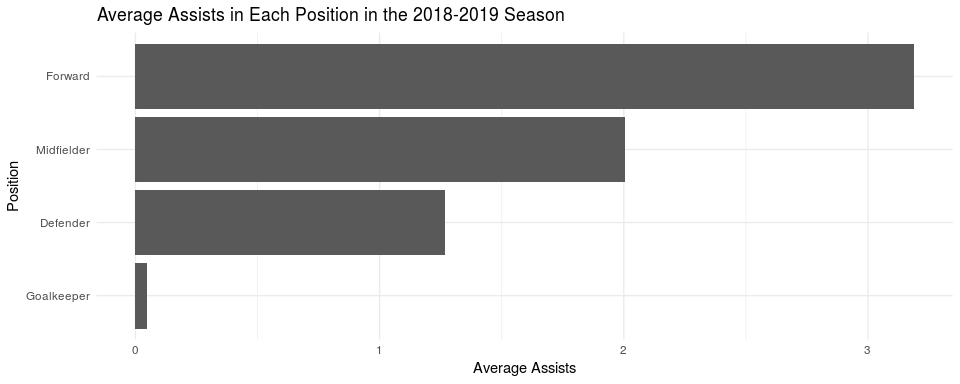 Average Assists in Each Position in the 2018-2019 Season
Position
Forward
Midfielder
Defender
Goalkeeper
0 1 2 3
Average Assists